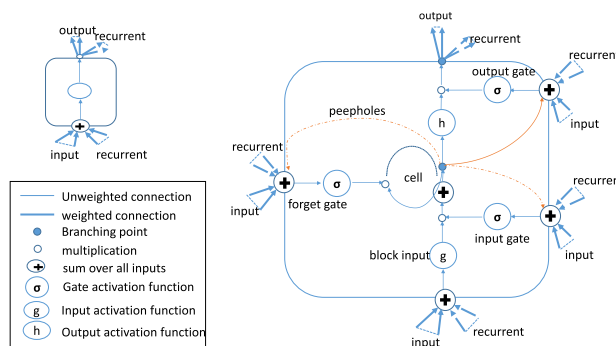 output
recurrent
input
recurrent
Unweighted connection
weighted connection
Branching point
multiplication
sum over all inputs
σ Gate activation function
g Input activation function
h Output activation function
output
recurrent
recurrent
output gate
σ
input
h
peepholes
recurrent
cell
σ
forget gate
input
recurrent
σ
input gate
input
block input
g
input
recurrent